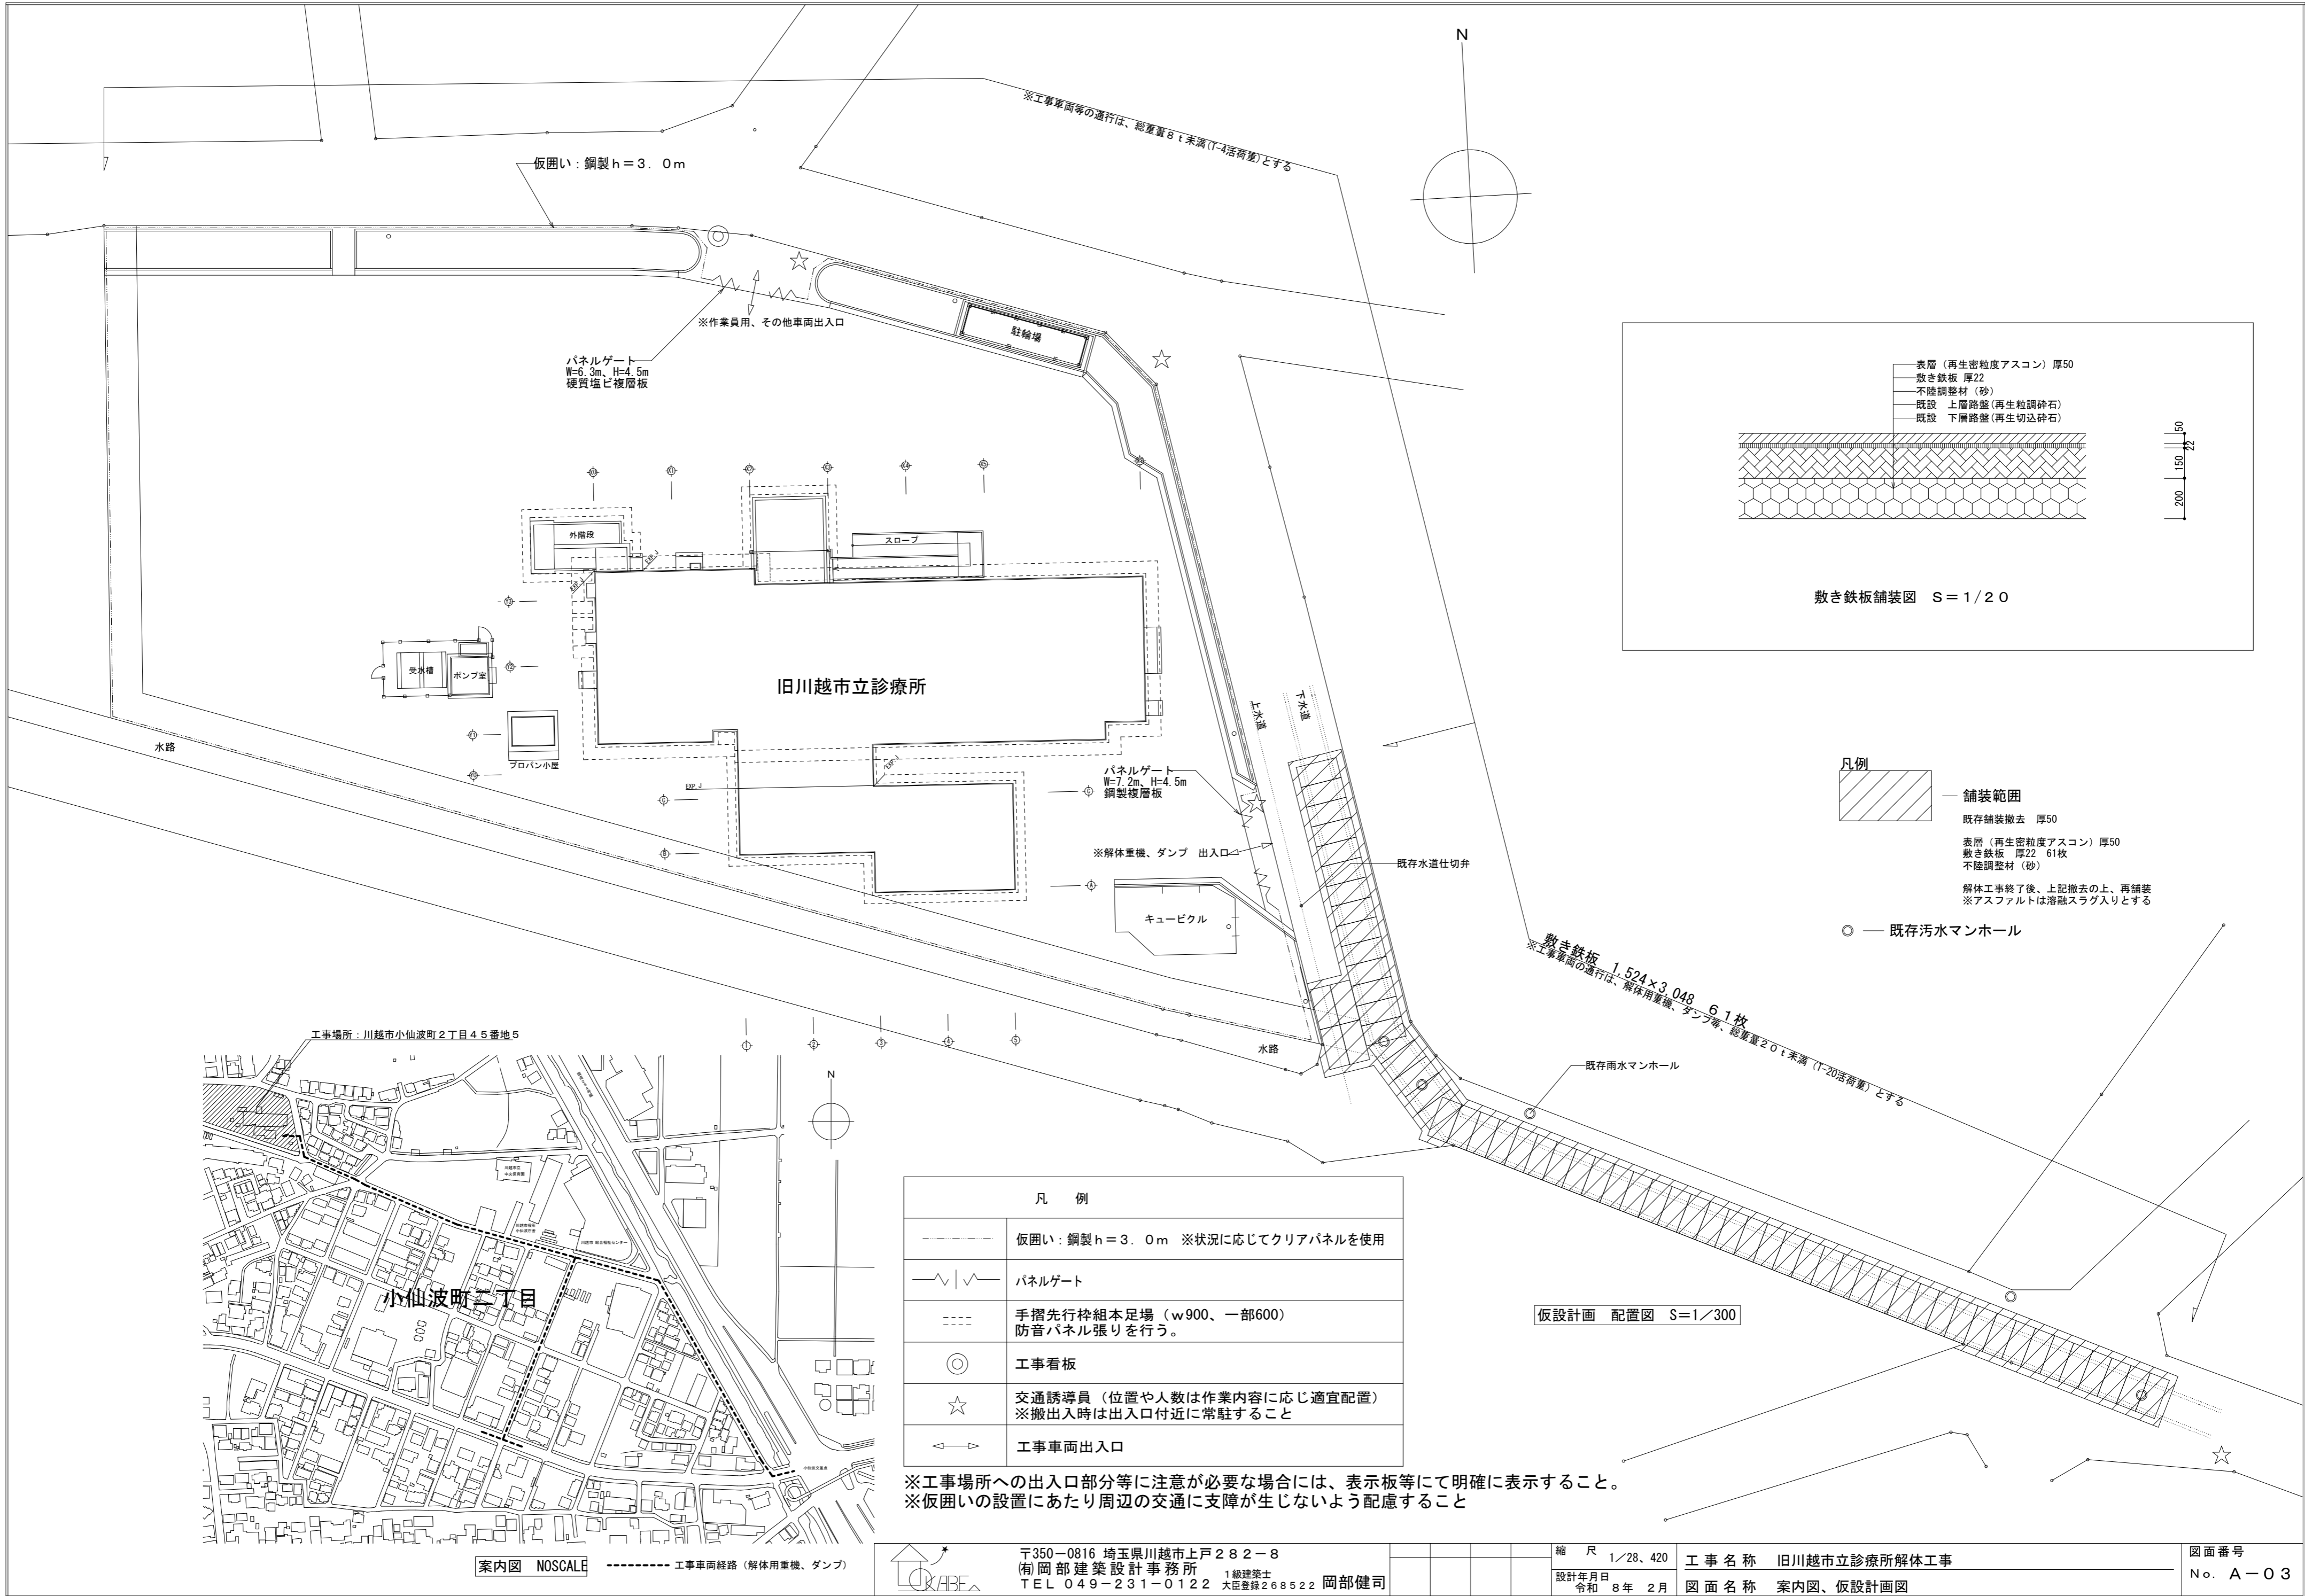 N
※工事車両等の通行は、総重量8t未満(T-4活荷重)とする
仮囲い：鋼製h＝3．0m
※作業員用、その他車両出入口
パネルゲート
W=6.3m、H=4.5m
硬質塩ビ複層板
駐輪場
表層（再生密粒度アスコン）厚50
敷き鉄板 厚22
不陸調整材（砂）
既設　上層路盤(再生粒調砕石)
既設　下層路盤(再生切込砕石)
50
22
150
200
敷き鉄板舗装図　S＝1/20
外階段
EXP.J
EXP.J
スロープ
受水槽
ポンプ室
プロパン小屋
旧川越市立診療所
EXP.J
EXP.J
水路
上水道
下水道
パネルゲート
W=7.2m、H=4.5m
鋼製複層板
※解体重機、ダンプ　出入口
既存水道仕切弁
キュービクル
水路
凡例
舗装範囲
既存舗装撤去　厚50
表層（再生密粒度アスコン）厚50
敷き鉄板　厚22　61枚
不陸調整材（砂）
解体工事終了後、上記撤去の上、再舗装
※アスファルトは溶融スラグ入りとする
既存汚水マンホール
敷き鉄板　1,524×3,048　61枚
※工事車両の通行は、解体用重機、ダンプ等、総重量20t未満（T-20活荷重）とする
既存雨水マンホール
仮設計画　配置図　S=1／300
工事場所：川越市小仙波町2丁目45番地5
N
小仙波町二丁目
案内図　NOSCALE
工事車両経路（解体用重機、ダンプ）
凡　例
仮囲い：鋼製h＝3．0m　※状況に応じてクリアパネルを使用
パネルゲート
手摺先行枠組本足場（w900、一部600）
防音パネル張りを行う。
工事看板
交通誘導員（位置や人数は作業内容に応じ適宜配置）
※搬出入時は出入口付近に常駐すること
工事車両出入口
※工事場所への出入口部分等に注意が必要な場合には、表示板等にて明確に表示すること。
※仮囲いの設置にあたり周辺の交通に支障が生じないよう配慮すること
OKABE
〒350－0816 埼玉県川越市上戸282－8
㈲岡部建築設計事務所
TEL 049－231－0122
1級建築士
大臣登録268522 岡部健司
縮　尺　1／28、420
設計年月日
令和　8年　2月
工事名称　旧川越市立診療所解体工事
図面名称　案内図、仮設計画図
図面番号
No. A－03